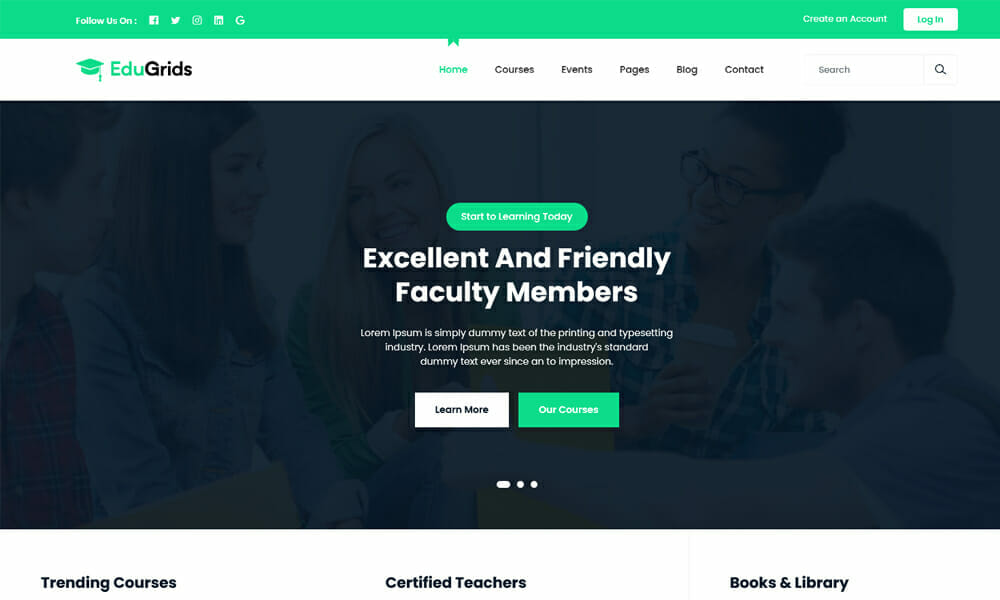 Follow Us On :
Create an Account
Log In
EduGrids
Home
Courses
Events
Pages
Blog
Contact
Search
Start to Learning Today
Excellent And Friendly
Faculty Members
Lorem Ipsum is simply dummy text of the printing and typesetting
industry. Lorem Ipsum has been the industry's standard
dummy text ever since an to impression.
Learn More
Our Courses
Trending Courses
Certified Teachers
Books & Library